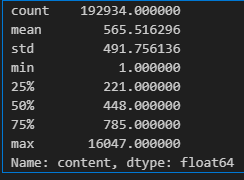 count 192934.000000
mean 565.516296
std 491.756136
min 1.000000
25% 221.000000
50% 448.000000
75% 785.000000
max 16047.000000
Name: content, dtype: float64